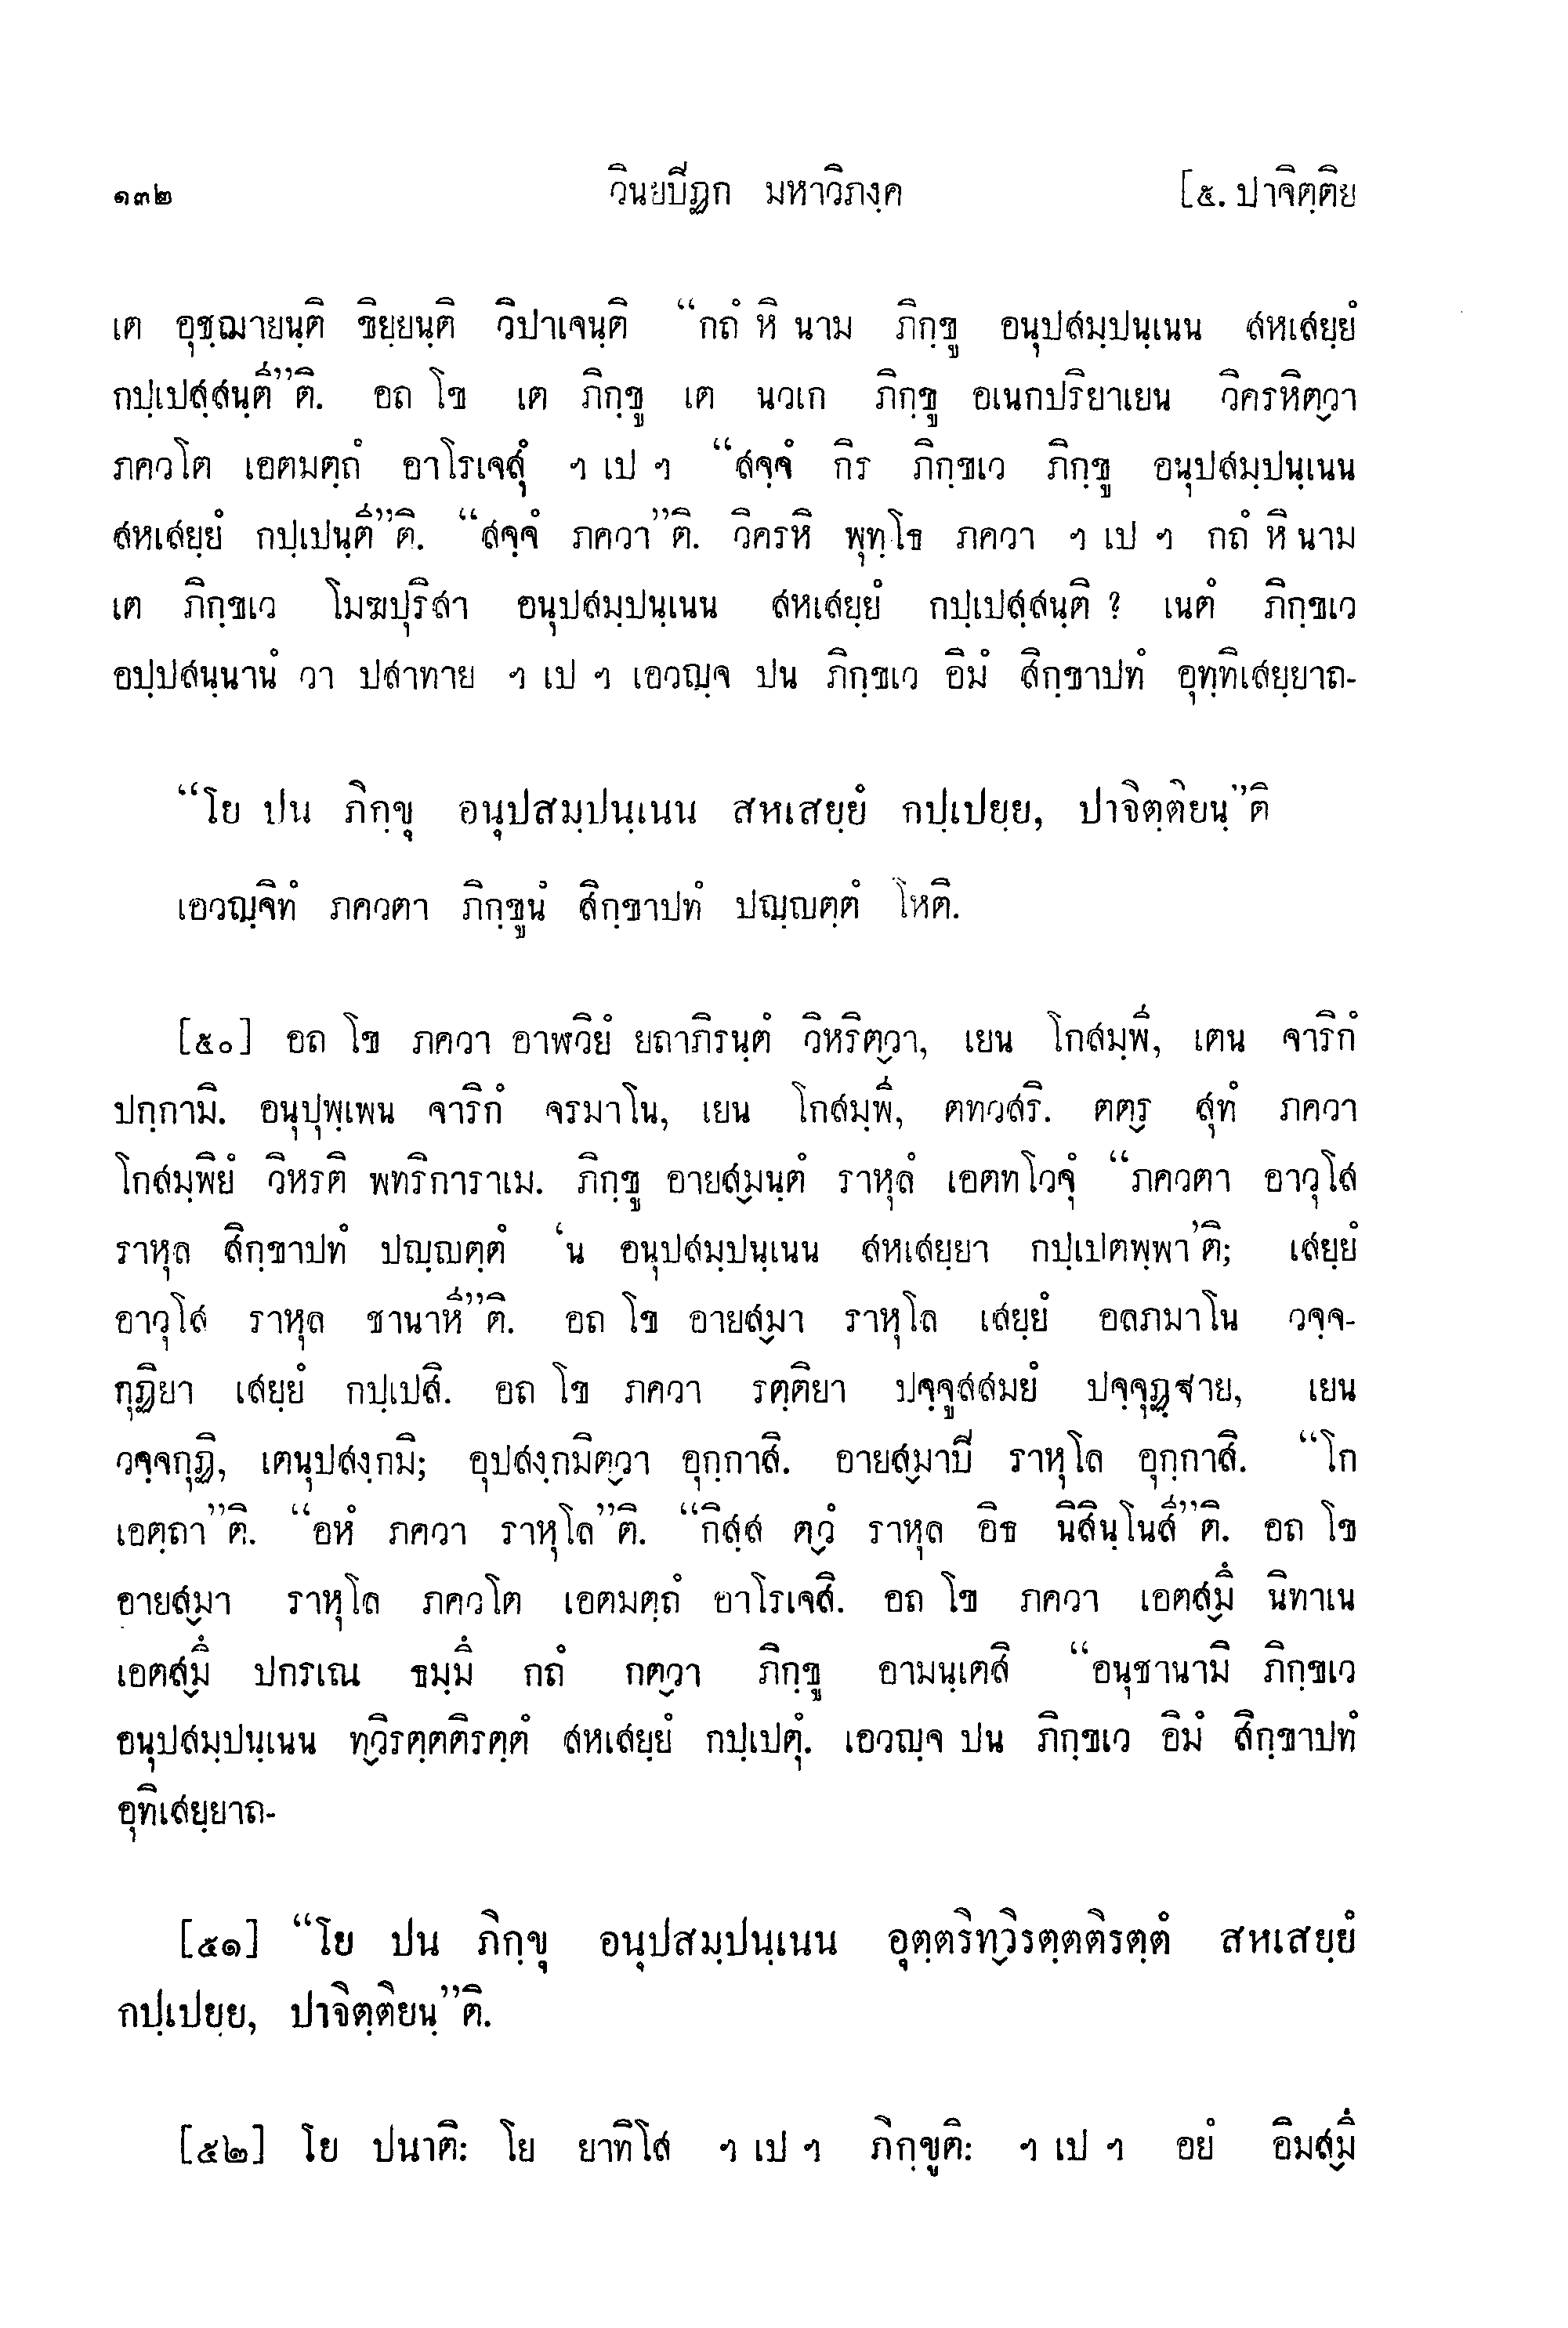 ๑๓๒ วินยปีฏก มหาวิภงฺค [๕. ปาจิตฺติย
เต อุชฺฌายนฺติ ขิยฺยนฺติ วิปาเจนฺติ “กถํ หิ นาม ภิกฺขู อนุปสมฺปนฺเนน สหเสยฺยํ
กปฺเปสฺสนฺตี”ติ. อถ โข เต ภิกฺขู เต นวเก ภิกฺขู อเนกปริยาเยน วิครหิตฺวา
ภควโต เอตมตฺถํ อาโรเจสุํ ฯ เป ฯ “สจฺจํ กิร ภิกฺขเว ภิกฺขู อนุปสมฺปนฺเนน
สหเสยฺยํ กปฺเปนฺตี”ติ. “สจฺจํ ภควา”ติ. วิครหิ พุทฺโธ ภควา ฯ เป ฯ กถํ หิ นาม
เต ภิกฺขเว โมฆปุริสา อนุปสมฺปนฺเนน สหเสยฺยํ กปฺเปสฺสนฺติ ? เนตํ ภิกฺขเว
อปฺปสนฺนานํ วา ปสาทาย ฯ เป ฯ เอวญฺจ ปน ภิกฺขเว อิมํ สิกฺขาปทํ อุทฺทิเสยฺยาถ-
“โย ปน ภิกฺขุ อนุปสมฺปนฺเนน สหเสยฺยํ กปฺเปยฺย, ปาจิตฺติยนฺ”ติ
เอวญฺจิทํ ภควตา ภิกฺขูนํ สิกฺขาปทํ ปญฺญตฺตํ โหติ.
[๕๐] อถ โข ภควา อาฬวิยํ ยถาภิรนฺตํ วิหริตฺวา, เยน โกสมฺพี, เตน จาริกํ
ปกฺกามิ. อนุปุพฺเพน จาริกํ จรมาโน, เยน โกสมฺพี, ตทวสริ. ตตฺร สุทํ ภควา
โกสมฺพิยํ วิหรติ พทริการาเม. ภิกฺขู อายสฺมนฺตํ ราหุลํ เอตทโวจุํ “ภควตา อาวุโส
ราหุล สิกฺขาปทํ ปญฺญตฺตํ ‘น อนุปสมฺปนฺเนน สหเสยฺยา กปฺเปตพฺพา’ติ; เสยฺยํ
อาวุโส ราหุล ชานาหี”ติ. อถ โข อายสฺมา ราหุโล เสยฺยํ อลภมาโน วจฺจ-
กุฏิยา เสยฺยํ กปฺเปสิ. อถ โข ภควา รตฺติยา ปจฺจูสสมยํ ปจฺจุฏฺฐาย, เยน
วจฺจกุฏิ, เตนุปสงฺกมิ; อุปสงฺกมิตฺวา อุกฺกาสิ. อายสฺมาปี ราหุโล อุกฺกาสิ. “โก
เอตฺถา”ติ. “อหํ ภควา ราหุโล”ติ. “กิสฺส ตฺวํ ราหุล อิธ นิสินฺโนสี”ติ. อถ โข
อายสฺมา ราหุโล ภควโต เอตมตฺถํ อาโรเจสิ. อถ โข ภควา เอตสฺมึ นิทาเน
เอตสฺมึ ปกรเณ ธมฺมึ กถํ กตฺวา ภิกฺขู อามนฺเตสิ “อนุชานามิ ภิกฺขเว
อนุปสมฺปนฺเนน ทฺวิรตฺตติรตฺตํ สหเสยฺยํ กปฺเปตุํ. เอวญฺจ ปน ภิกฺขเว อิมํ สิกฺขาปทํ
อุทิเสยฺยาถ-
[๕๑] “โย ปน ภิกฺขุ อนุปสมฺปนฺเนน อุตฺตริทฺวิรตฺตติรตฺตํ สหเสยฺยํ
กปฺเปยฺย, ปาจิตฺติยนฺ”ติ.
[๕๒] โย ปนาติ: โย ยาทิโส ฯ เป ฯ ภิกฺขูติ: ฯ เป ฯ อยํ อิมสฺมึ